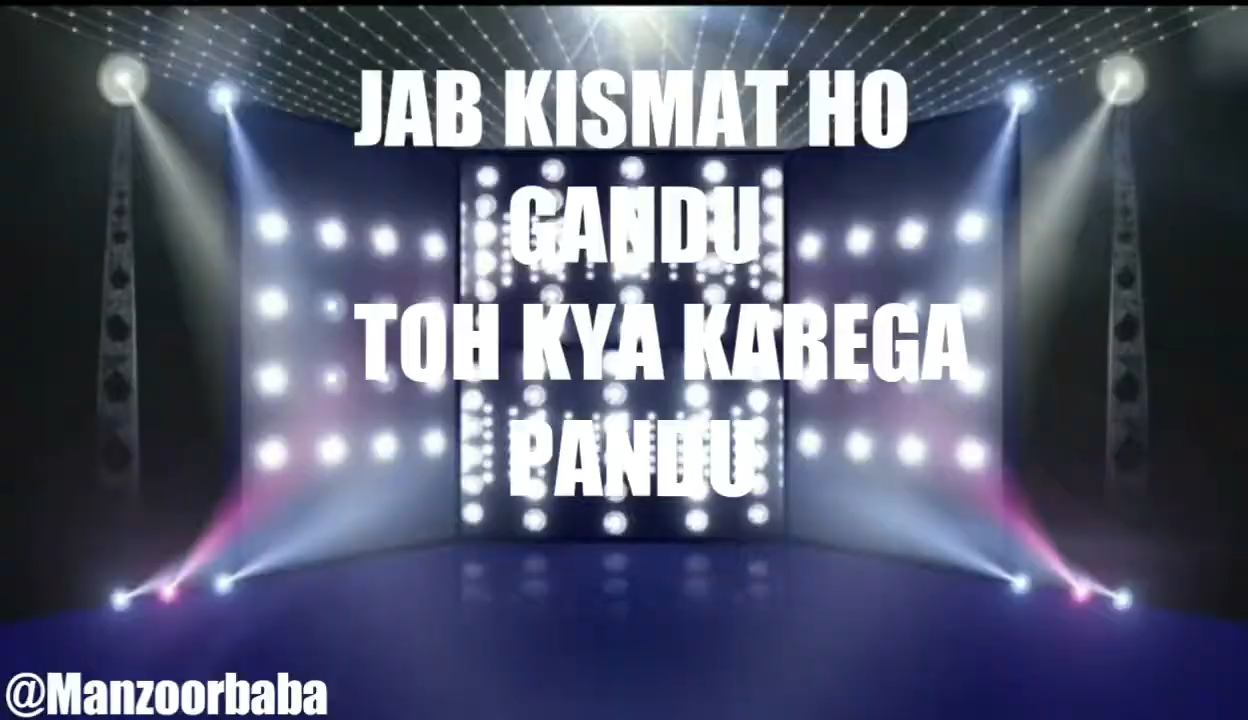 JAB KISMAT HO
GANDU
TOH KYA KAREGA
PANDU
@Manzoorbaba